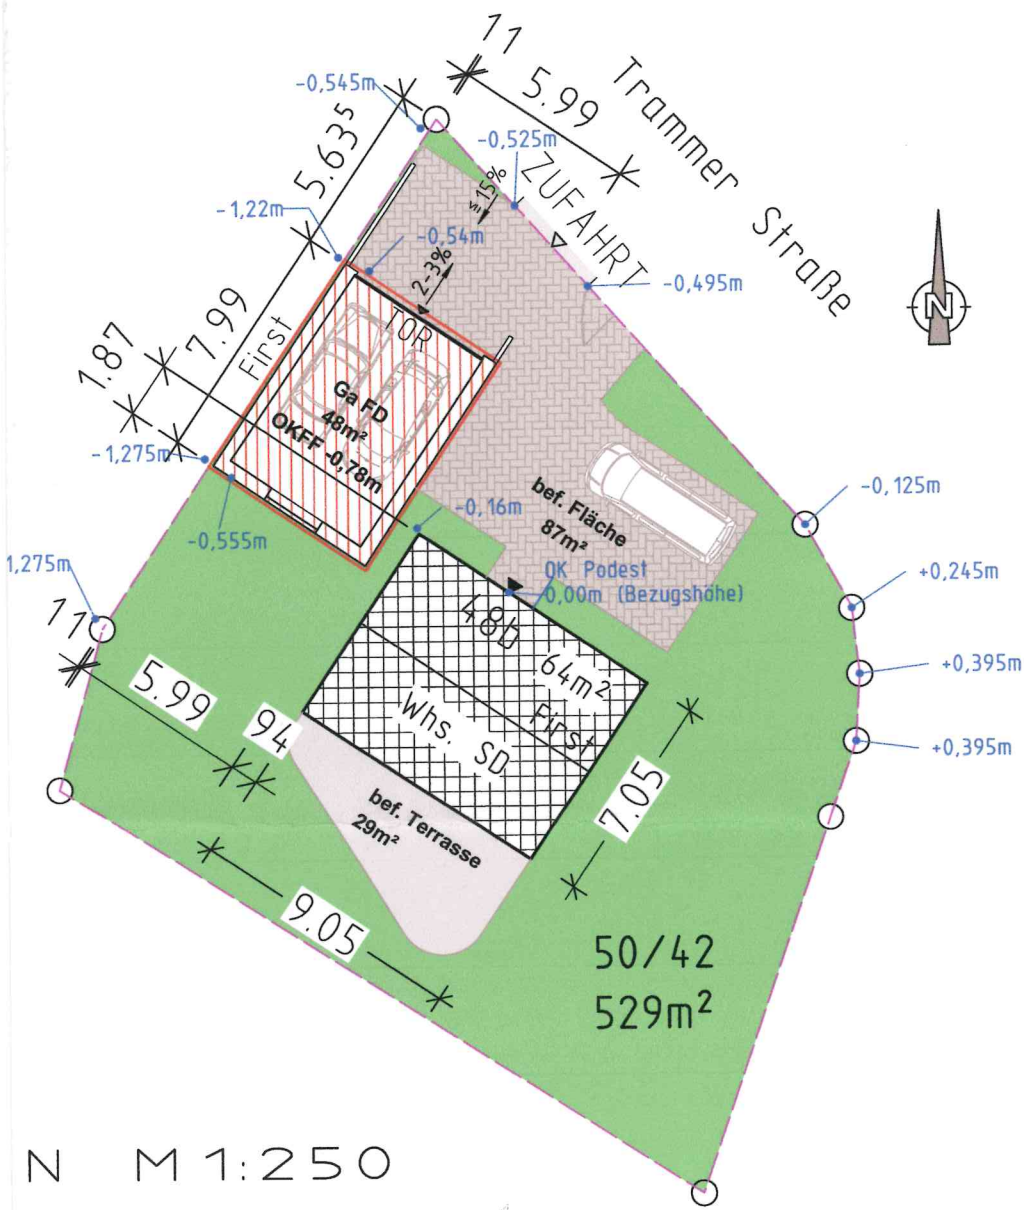 11
5.99
Trammer Straße
-0,545m
5.63⁵
-0,525m
ZUFAHRT
≤-15%
-1,22m
-0,54m
2-3%
-0,495m
N
7.99
First
TOR
1.87
Ga FD
48m²
OKFF -0,78m
-1,275m
-0,125m
-0,16m
bef. Fläche
87m²
-0,555m
OK Podest
0,00m (Bezugshöhe)
1,275m
+0,245m
11
48b
64m²
+0,395m
5.99
94
Whs. SD
First
+0,395m
7.05
bef. Terrasse
29m²
9.05
50/42
529m²
N M 1:250